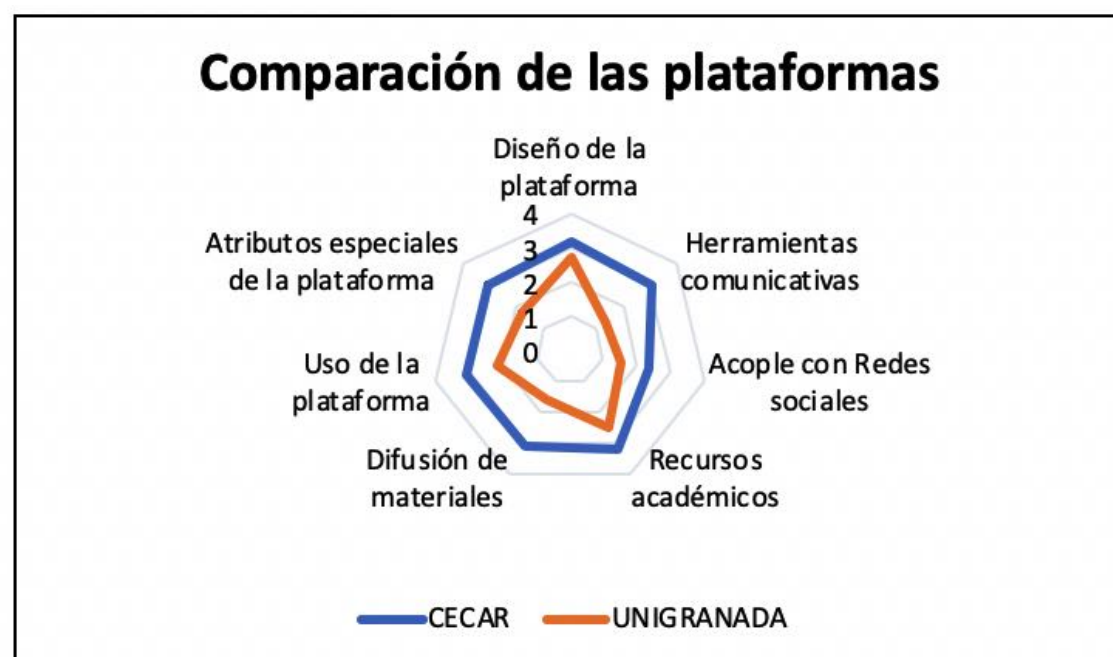 Comparación de las plataformas
Diseño de la
plataforma
4
3
2
1
0
Herramientas
comunicativas
Acople con Redes
sociales
Recursos
académicos
Difusión de
materiales
Uso de la
plataforma
Atributos especiales
de la plataforma
CECAR
UNIGRANADA